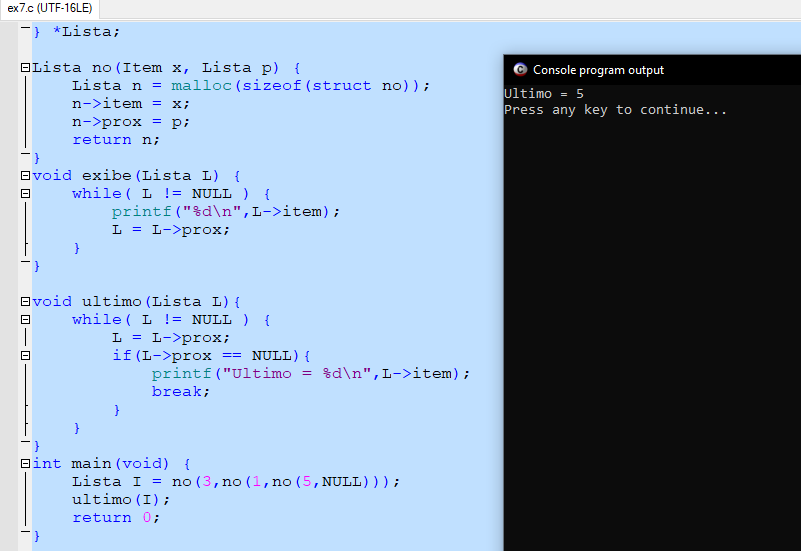 ex7.c (UTF-16LE)
} *Lista;
Lista no(Item x, Lista p) {
    Lista n = malloc(sizeof(struct no));
    n->item = x;
    n->prox = p;
    return n;
}
void exibe(Lista L) {
    while( L != NULL ) {
        printf("%d\n",L->item);
        L = L->prox;
    }
}
void ultimo(Lista L){
    while( L != NULL ) {
        L = L->prox;
        if(L->prox == NULL){
            printf("Ultimo = %d\n",L->item);
            break;
        }
    }
}
int main(void) {
    Lista I = no(3,no(1,no(5,NULL)));
    ultimo(I);
    return 0;
}
Console program output
Ultimo = 5
Press any key to continue...